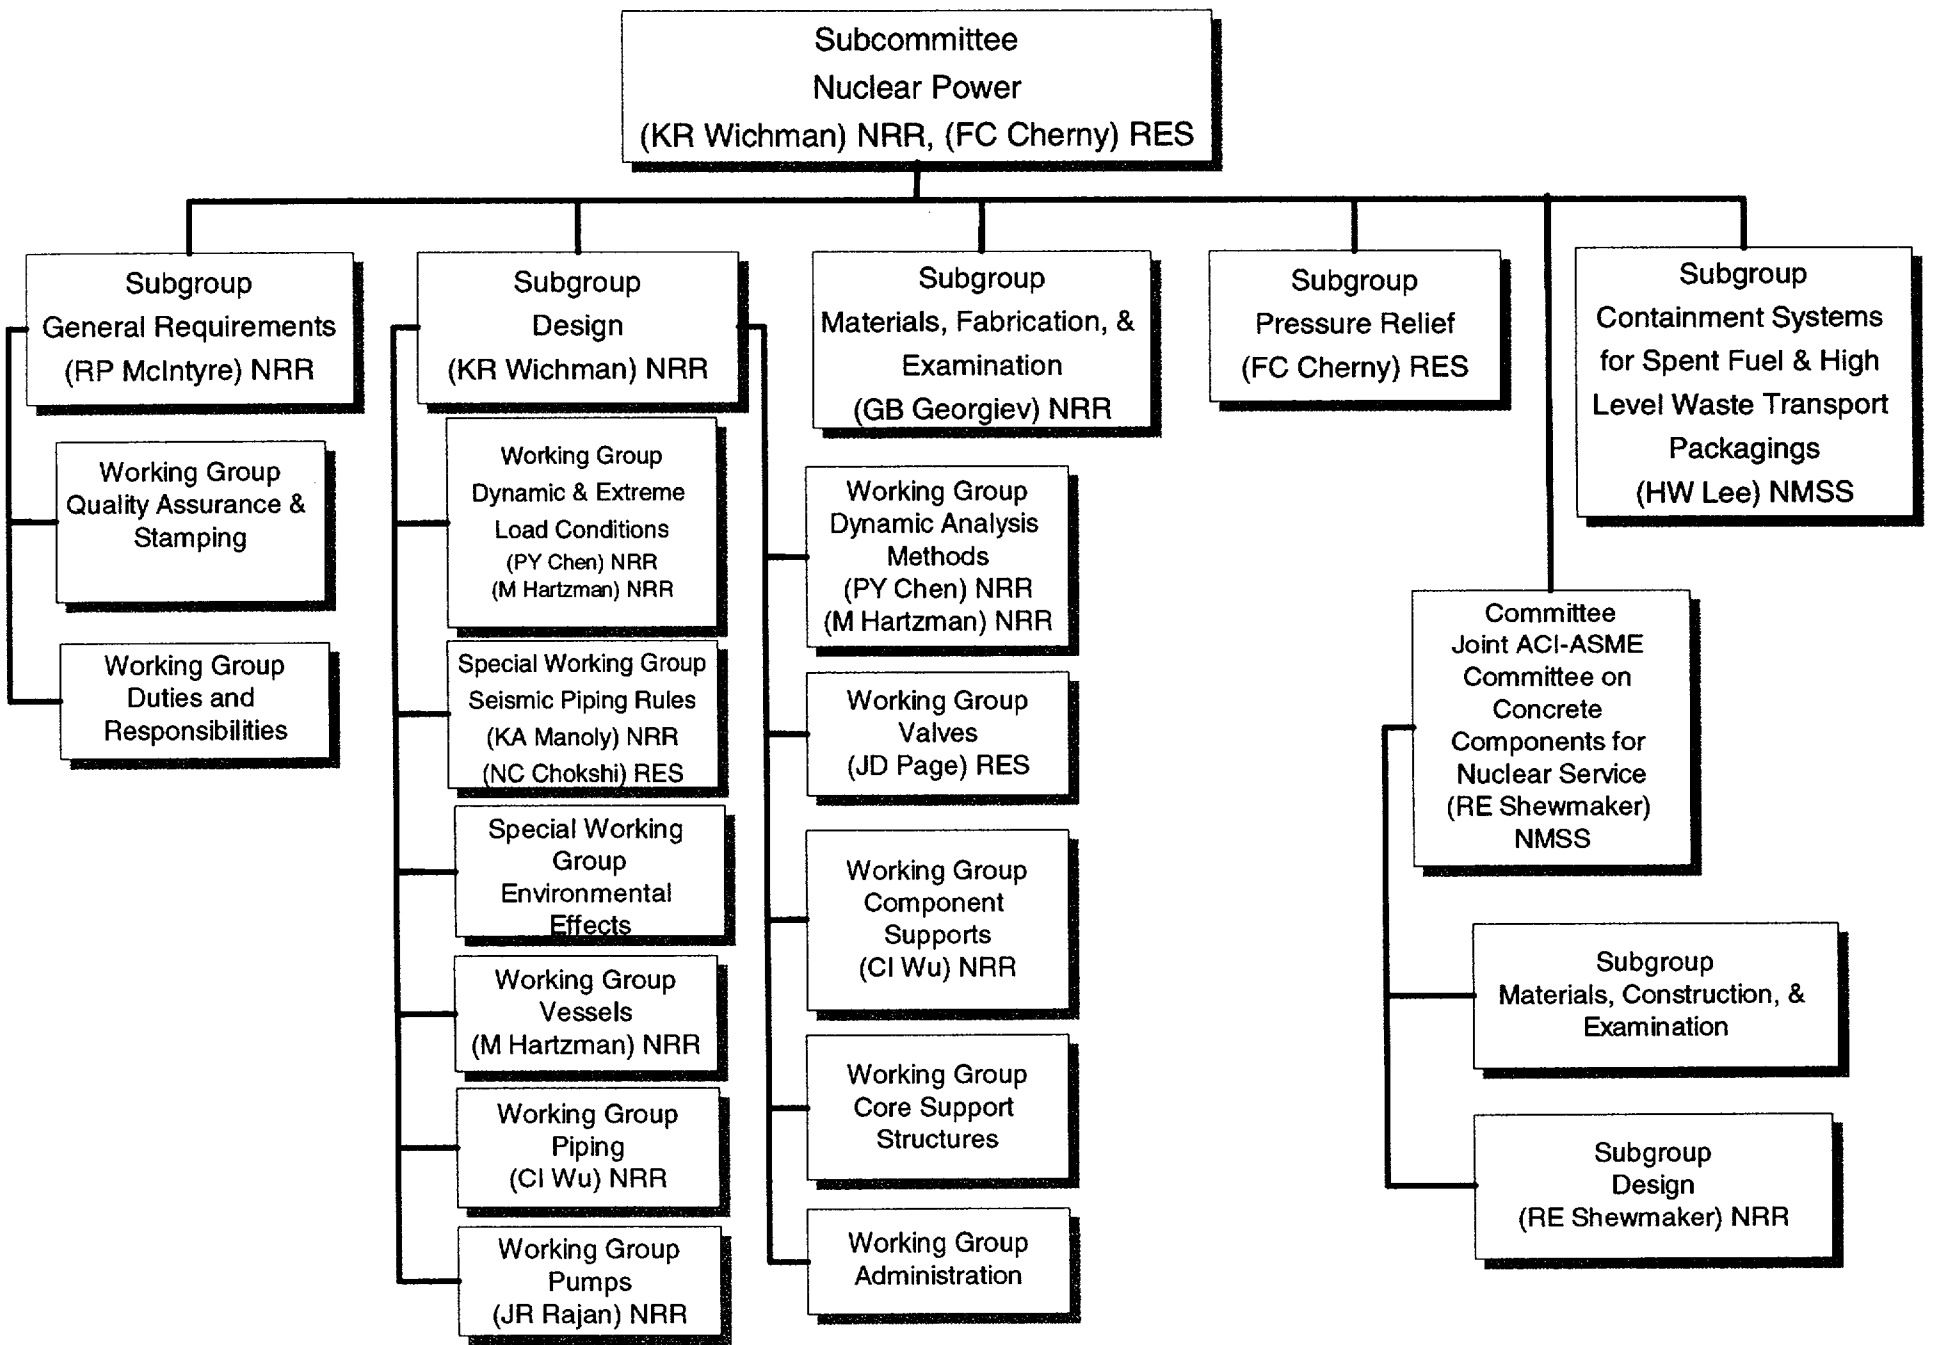 Subcommittee
Nuclear Power
(KR Wichman) NRR, (FC Cherny) RES
Subgroup
General Requirements
(RP McIntyre) NRR
Working Group
Quality Assurance &
Stamping
Working Group
Duties and
Responsibilities
Subgroup
Design
(KR Wichman) NRR
Working Group
Dynamic & Extreme
Load Conditions
(PY Chen) NRR
(M Hartzman) NRR
Special Working Group
Seismic Piping Rules
(KA Manoly) NRR
(NC Chokshi) RES
Special Working
Group
Environmental
Effects
Working Group
Vessels
(M Hartzman) NRR
Working Group
Piping
(CI Wu) NRR
Working Group
Pumps
(JR Rajan) NRR
Working Group
Dynamic Analysis
Methods
(PY Chen) NRR
(M Hartzman) NRR
Working Group
Valves
(JD Page) RES
Working Group
Component
Supports
(CI Wu) NRR
Working Group
Core Support
Structures
Working Group
Administration
Subgroup
Materials, Fabrication, &
Examination
(GB Georgiev) NRR
Subgroup
Pressure Relief
(FC Cherny) RES
Committee
Joint ACI-ASME
Committee on
Concrete
Components for
Nuclear Service
(RE Shewmaker)
NMSS
Subgroup
Materials, Construction, &
Examination
Subgroup
Design
(RE Shewmaker) NRR
Subgroup
Containment Systems
for Spent Fuel & High
Level Waste Transport
Packagings
(HW Lee) NMSS